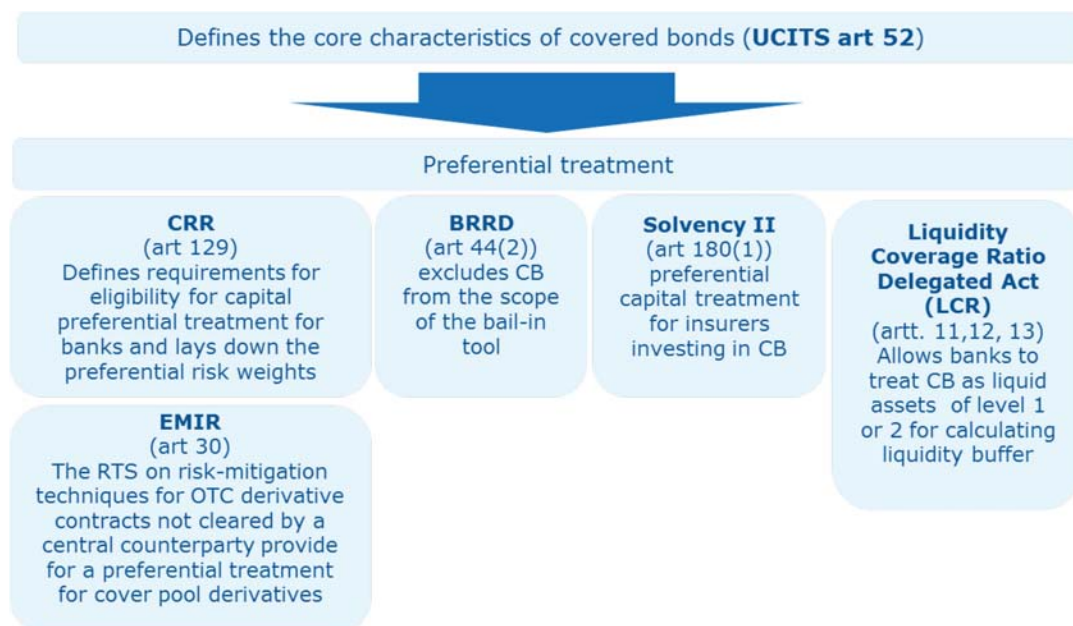 Defines the core characteristics of covered bonds (UCITS art 52)
Preferential treatment
CRR
(art 129)
Defines requirements for
eligibility for capital
preferential treatment for
banks and lays down the
preferential risk weights
BRRD
(art 44(2))
excludes CB
from the scope
of the bail-in
tool
Solvency II
(art 180(1))
preferential
capital treatment
for insurers
investing in CB
Liquidity
Coverage Ratio
Delegated Act
(LCR)
(artt. 11,12, 13)
Allows banks to
treat CB as liquid
assets of level 1
or 2 for calculating
liquidity buffer
EMIR
(art 30)
The RTS on risk-mitigation
techniques for OTC derivative
contracts not cleared by a
central counterparty provide
for a preferential treatment
for cover pool derivatives